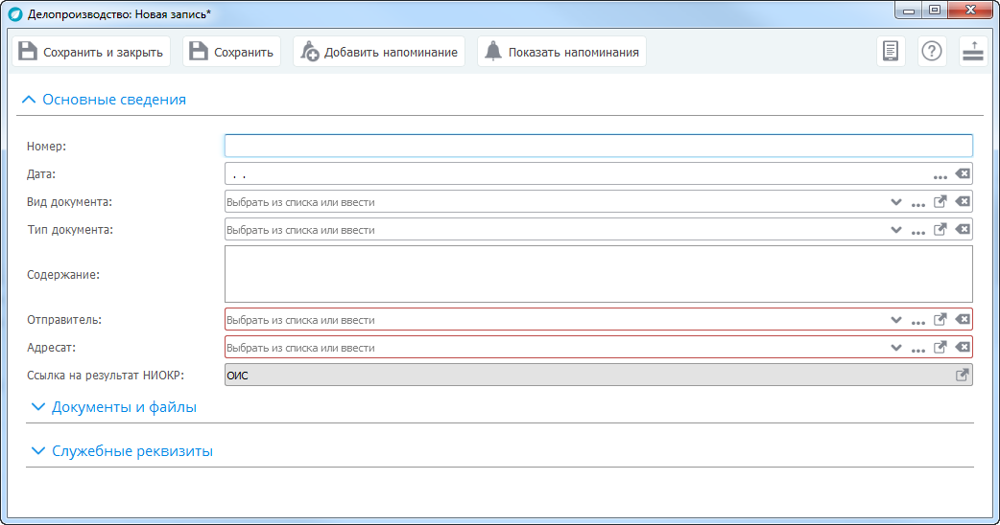 Делопроизводство: Новая запись*
Сохранить и закрыть Сохранить Добавить напоминание Показать напоминания
Основные сведения
Номер:
Дата: . .
Вид документа: Выбрать из списка или ввести
Тип документа: Выбрать из списка или ввести
Содержание:
Отправитель: Выбрать из списка или ввести
Адресат: Выбрать из списка или ввести
Ссылка на результат НИОКР: ОИС
Документы и файлы
Служебные реквизиты